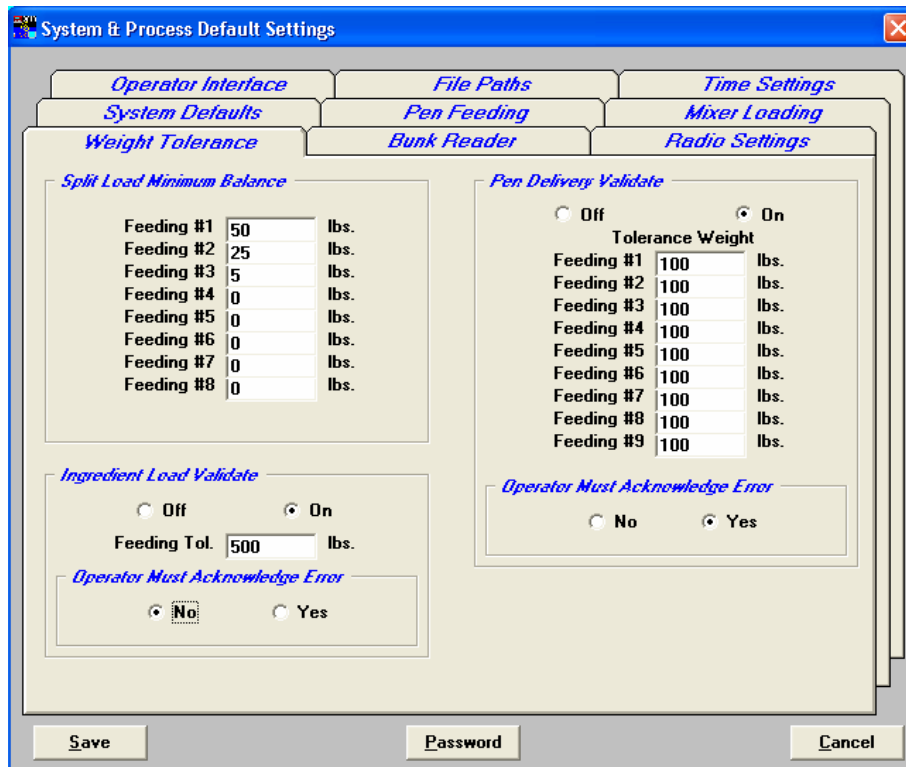 System & Process Default Settings
Operator Interface
File Paths
Time Settings
System Defaults
Pen Feeding
Mixer Loading
Weight Tolerance
Bunk Reader
Radio Settings
Split Load Minimum Balance
Feeding #1 50 lbs.
Feeding #2 25 lbs.
Feeding #3 5 lbs.
Feeding #4 0 lbs.
Feeding #5 0 lbs.
Feeding #6 0 lbs.
Feeding #7 0 lbs.
Feeding #8 0 lbs.
Ingredient Load Validate
Off On
Feeding Tol. 500 lbs.
Operator Must Acknowledge Error
No Yes
Pen Delivery Validate
Off On
Tolerance Weight
Feeding #1 100 lbs.
Feeding #2 100 lbs.
Feeding #3 100 lbs.
Feeding #4 100 lbs.
Feeding #5 100 lbs.
Feeding #6 100 lbs.
Feeding #7 100 lbs.
Feeding #8 100 lbs.
Feeding #9 100 lbs.
Operator Must Acknowledge Error
No Yes
Save
Password
Cancel